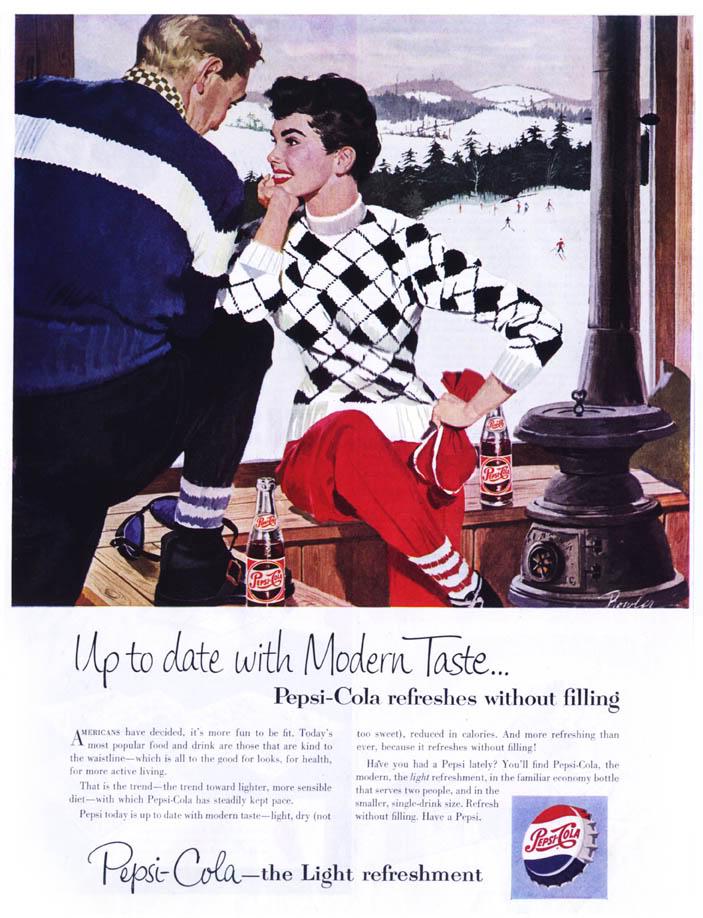 Pepsi-Cola
Pepsi-Cola
Up to date with Modern Taste...
Pepsi-Cola refreshes without filling
AMERICANS have decided, it's more fun to be fit. Today's
most popular food and drink are those that are kind to
the waistline—which is all to the good for looks, for health,
for more active living.
That is the trend—the trend toward lighter, more sensible
diet—with which Pepsi-Cola has steadily kept pace.
Pepsi today is up to date with modern taste—light, dry (not
too sweet), reduced in calories. And more refreshing than
ever, because it refreshes without filling!
Have you had a Pepsi lately? You'll find Pepsi-Cola, the
modern, the light refreshment, in the familiar economy bottle
that serves two people, and in the
smaller, single-drink size. Refresh
without filling. Have a Pepsi.
PEPSI-COLA
Pepsi-Cola—the Light refreshment